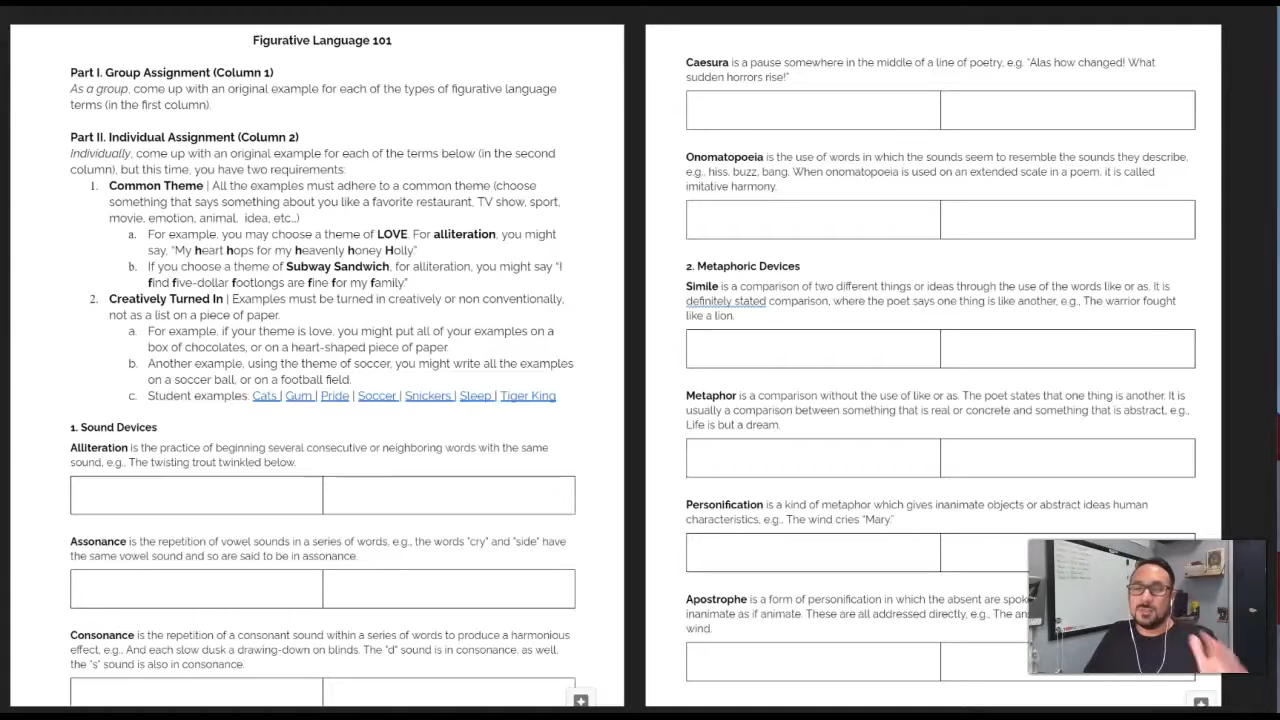 Figurative Language 101
Part I. Group Assignment (Column 1)
As a group, come up with an original example for each of the types of figurative language
terms (in the first column).
Part II. Individual Assignment (Column 2)
Individually, come up with an original example for each of the terms below (in the second
column), but this time, you have two requirements:
1. Common Theme | All the examples must adhere to a common theme (choose
something that says something about you like a favorite restaurant, TV show, sport,
movie, emotion, animal, idea, etc...)
a. For example, you may choose a theme of LOVE. For alliteration, you might
say, "My heart hops for my heavenly honey Holly."
b. If you choose a theme of Subway Sandwich, for alliteration, you might say "I
find five-dollar footlongs are fine for my family."
2. Creatively Turned In | Examples must be turned in creatively or non conventionally,
not as a list on a piece of paper.
a. For example, if your theme is love, you might put all of your examples on a
box of chocolates, or on a heart-shaped piece of paper.
b. Another example, using the theme of soccer, you might write all the examples
on a soccer ball, or on a football field.
c. Student examples: Cats | Gum | Pride | Soccer | Snickers | Sleep | Tiger King
1. Sound Devices
Alliteration is the practice of beginning several consecutive or neighboring words with the same
sound, e.g., The twisting trout twinkled below.
Assonance is the repetition of vowel sounds in a series of words, e.g., the words "cry" and "side" have
the same vowel sound and so are said to be in assonance.
Consonance is the repetition of a consonant sound within a series of words to produce a harmonious
effect, e.g., And each slow dusk a drawing-down on blinds. The "d" sound is in consonance, as well,
the "s" sound is also in consonance.
Caesura is a pause somewhere in the middle of a line of poetry, e.g. "Alas how changed! What
sudden horrors rise!"
Onomatopoeia is the use of words in which the sounds seem to resemble the sounds they describe,
e.g., hiss, buzz, bang. When onomatopoeia is used on an extended scale in a poem, it is called
imitative harmony.
2. Metaphoric Devices
Simile is a comparison of two different things or ideas through the use of the words like or as. It is
definitely stated comparison, where the poet says one thing is like another, e.g., The warrior fought
like a lion.
Metaphor is a comparison without the use of like or as. The poet states that one thing is another. It is
usually a comparison between something that is real or concrete and something that is abstract, e.g.,
Life is but a dream.
Personification is a kind of metaphor which gives inanimate objects or abstract ideas human
characteristics, e.g., The wind cries "Mary."
Apostrophe is a form of personification in which the absent are
inanimate as if animate. These are all addressed directly, e.g., The
wind.